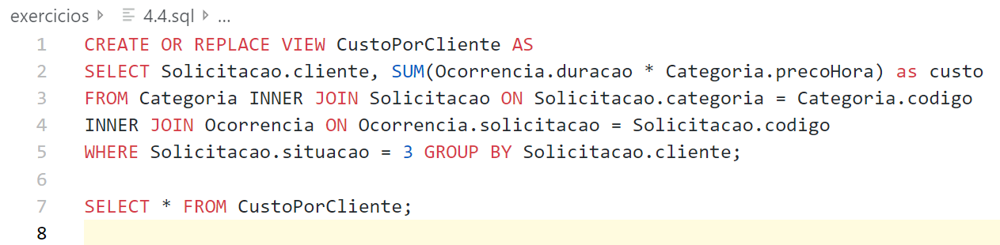 exercicios 4.4.sql ...
1 CREATE OR REPLACE VIEW CustoPorCliente AS
2 SELECT Solicitacao.cliente, SUM(Ocorrencia.duracao * Categoria.precoHora) as custo
3 FROM Categoria INNER JOIN Solicitacao ON Solicitacao.categoria = Categoria.codigo
4 INNER JOIN Ocorrencia ON Ocorrencia.solicitacao = Solicitacao.codigo
5 WHERE Solicitacao.situacao = 3 GROUP BY Solicitacao.cliente;
6
7 SELECT * FROM CustoPorCliente;
8